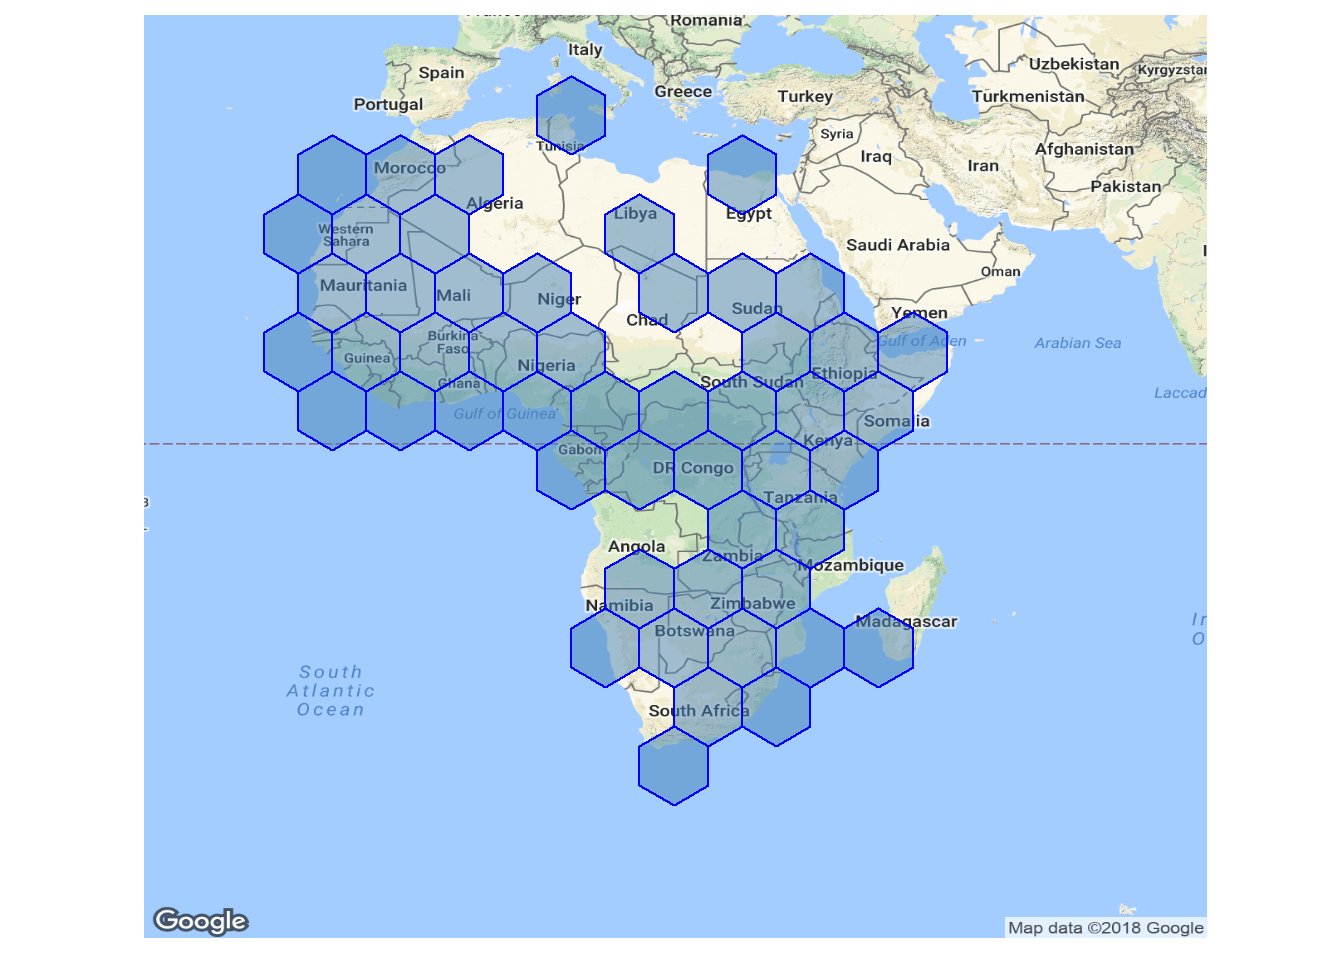 Romania
Italy
Uzbekistan
Spain
Kyrgyzstan
Portugal
Greece
Turkey
Turkmenistan
Syria
Tunisia
Afghanistan
Iraq
Iran
Morocco
Pakistan
Algeria
Libya
Egypt
Western
Sahara
Saudi Arabia
Oman
Mauritania
Mali
Niger
Sudan
Yemen
Chad
Burkina
Faso
Gulf of Aden
Arabian Sea
Guinea
Nigeria
Ethiopia
Ghana
South Sudan
Laccad
Gulf of Guinea
Somalia
Kenya
Gabon
DR Congo
Tanzania
Angola
Zambia
Mozambique
Namibia
Zimbabwe
Madagascar
Botswana
South
Atlantic
Ocean
South Africa
Google
Map data ©2018 Google